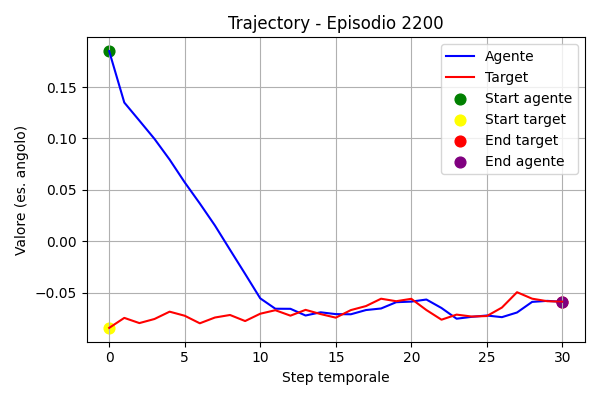 Trajectory - Episodio 2200
Agente
Target
Start agente
Start target
End target
End agente
Valore (es. angolo)
0.15
0.10
0.05
0.00
−0.05
0 5 10 15 20 25 30
Step temporale